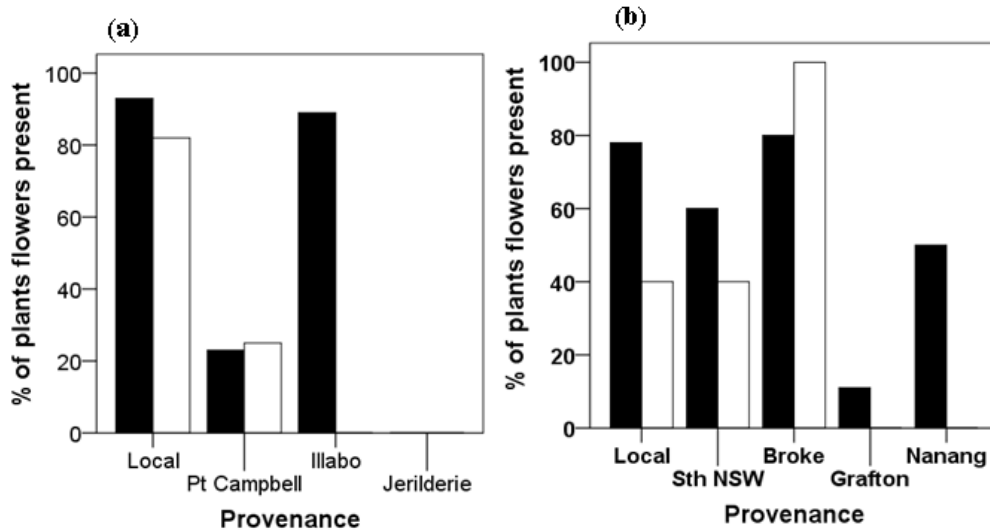 (a)
% of plants flowers present
100
80
60
40
20
0
Local
Pt Campbell
Illabo
Jerilderie
Provenance
(b)
% of plants flowers present
100
80
60
40
20
0
Local
Sth NSW
Broke
Grafton
Nanang
Provenance